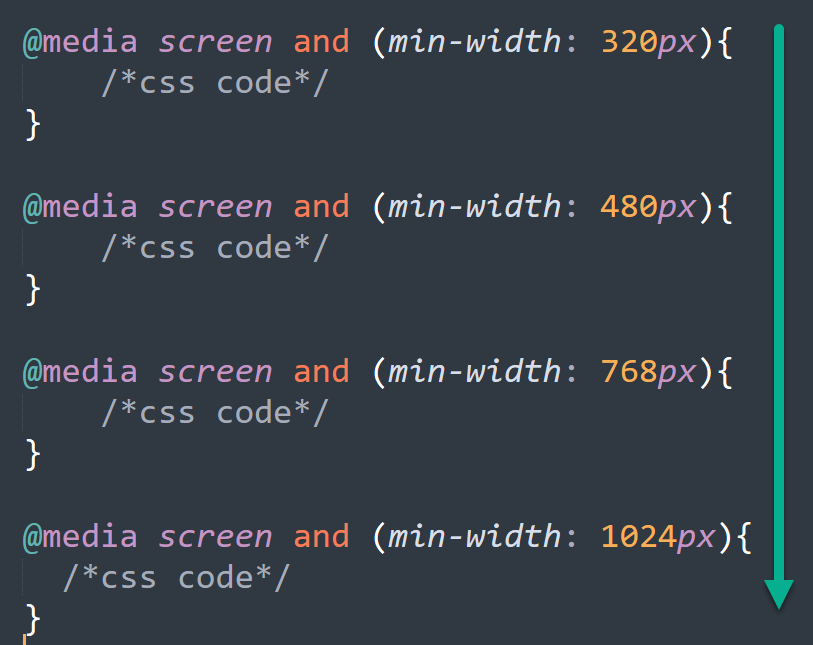 @media screen and (min-width: 320px){
/*css code*/
}
@media screen and (min-width: 480px){
/*css code*/
}
@media screen and (min-width: 768px){
/*css code*/
}
@media screen and (min-width: 1024px){
/*css code*/
}